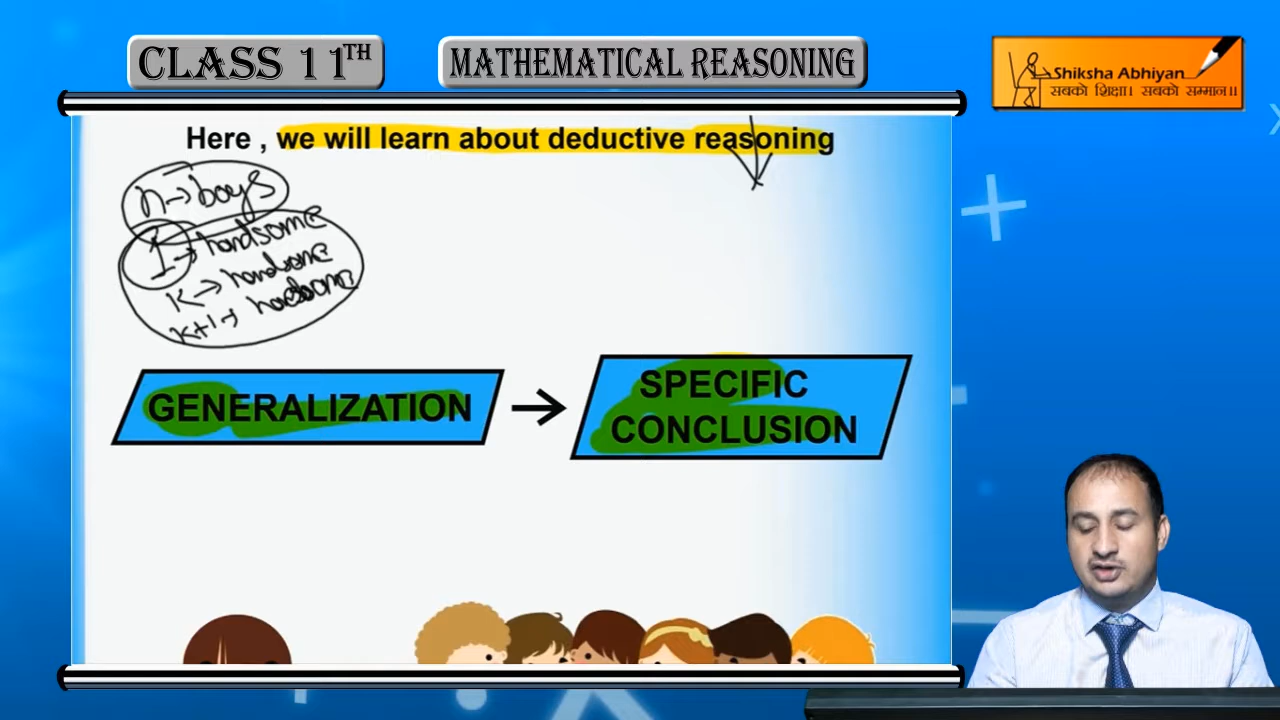 CLASS 11TH
MATHEMATICAL REASONING
Shiksha Abhiyan
सबको शिक्षा। सबको सम्मान।।
Here , we will learn about deductive reasoning
n→boys
1→handsome
K→handsome
K+1→handsome
GENERALIZATION → SPECIFIC CONCLUSION